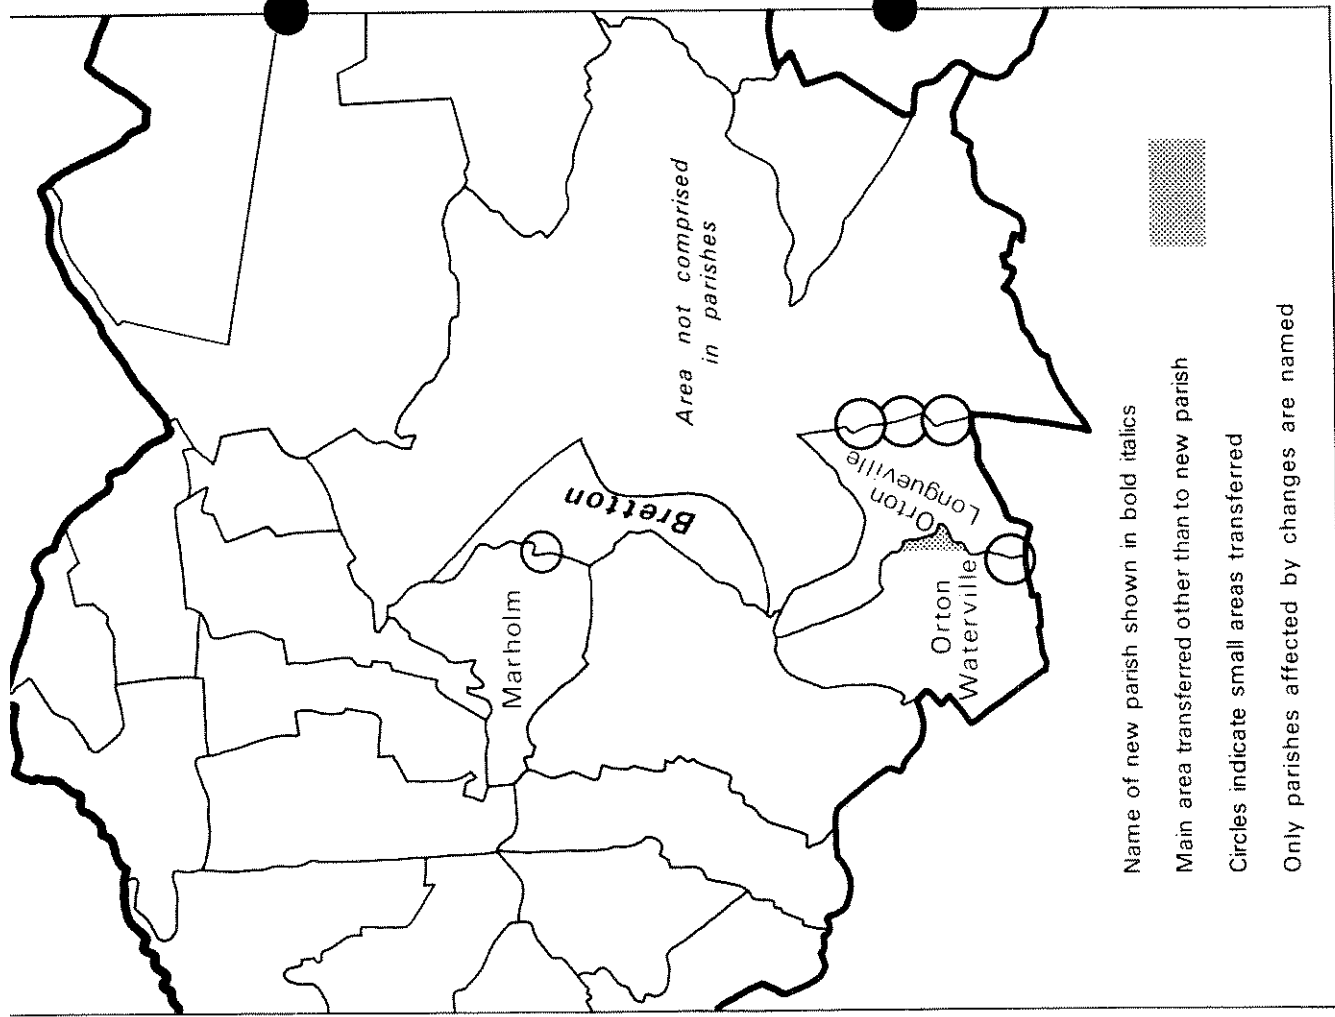 Area not comprised
in parishes
Bretton
Marholm
Orton
Longueville
Orton
Waterville
Name of new parish shown in bold italics
Main area transferred other than to new parish
Circles indicate small areas transferred
Only parishes affected by changes are named